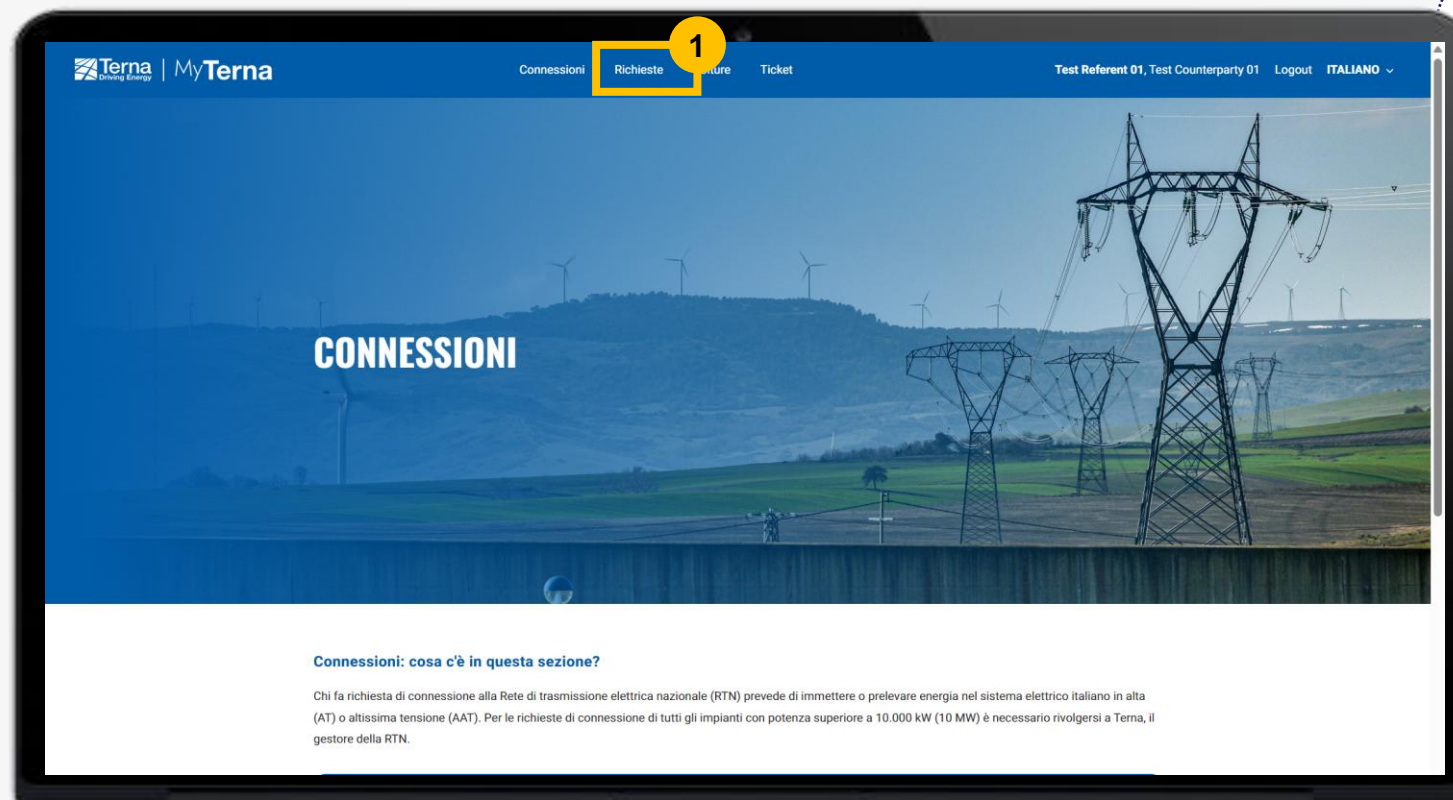 1
Terna
Driving Energy
MyTerna
Connessioni
Richieste
Ticket
Test Referent 01, Test Counterparty 01
Logout
ITALIANO
CONNESSIONI
Connessioni: cosa c'è in questa sezione?
Chi fa richiesta di connessione alla Rete di trasmissione elettrica nazionale (RTN) prevede di immettere o prelevare energia nel sistema elettrico italiano in alta
(AT) o altissima tensione (AAT). Per le richieste di connessione di tutti gli impianti con potenza superiore a 10.000 kW (10 MW) è necessario rivolgersi a Terna, il
gestore della RTN.